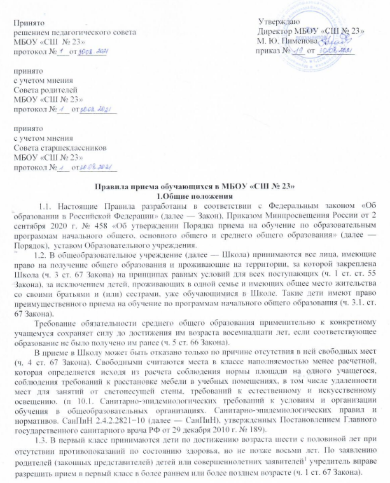 Принято
решением педагогического совета
МБОУ «СШ № 23»
протокол № 1 от
Утверждаю
Директор МБОУ «СШ № 23»
М. Ю. Пименова
приказ № от
принято
с учетом мнения
Совета родителей
МБОУ «СШ № 23»
протокол № 1 от
принято
с учетом мнения
Совета старшеклассников
МБОУ «СШ № 23»
протокол № 1 от
Правила приема обучающихся в МБОУ «СШ № 23»
1.Общие положения
1.1. Настоящие Правила разработаны в соответствии с Федеральным законом «Об
образовании в Российской Федерации» (далее — Закон), Приказом Минпросвещения России от 2
сентября 2020 г. № 458 «Об утверждении Порядка приема на обучение по образовательным
программам начального общего, основного общего и среднего общего образования» (далее —
Порядок), уставом Образовательного учреждения.
1.2. В общеобразовательное учреждение (далее — Школа) принимаются все лица, имеющие
право на получение общего образования и проживающие на территории, за которой закреплена
Школа (ч. 3 ст. 67 Закона) на принципах равных условий для всех поступающих (ч. 1 ст. ст. 55
Закона), за исключением детей, проживающих в одной семье и имеющих общее место жительство
со своими братьями и (или) сестрами, уже обучающимися в Школе. Такие дети имеют право
преимущественного приема на обучение по программам начального общего образования (ч. 3.1. ст.
67 Закона).
Требование обязательности среднего общего образования применительно к конкретному
учащемуся сохраняет силу до достижения им возраста восемнадцати лет, если соответствующее
образование не было получено им ранее (ч. 5 ст. 66 Закона).
В приеме в Школу может быть отказано только по причине отсутствия в ней свободных мест
(ч. 4 ст. 67 Закона). Свободными считаются места в классе наполняемостью менее расчетной,
которая определяется исходя из расчета соблюдения нормы площади на одного учащегося,
соблюдения требований к расстановке мебели в учебных помещениях, в том числе удаленности
мест для занятий от светонесущей стены, требований к естественному и искусственному
освещению. (п 10.1. Санитарно-эпидемиологических требований к условиям и организации
обучения в общеобразовательных организациях. Санитарно-эпидемиологических правил и
нормативов. СанПиН 2.4.2.2821−10 (далее — СанПиН), утвержденных Постановлением Главного
государственного санитарного врача РФ от 29 декабря 2010 г. № 189).
1.3. В первый класс принимаются дети по достижению возраста шести с половиной лет при
отсутствии противопоказаний по состоянию здоровья, но не позже восьми лет. По заявлению
родителей (законных представителей) детей или совершеннолетних заявителей¹ учредитель вправе
разрешить прием в первый класс в более раннем или более позднем возрасте (ч. 1 ст. 67 Закона).